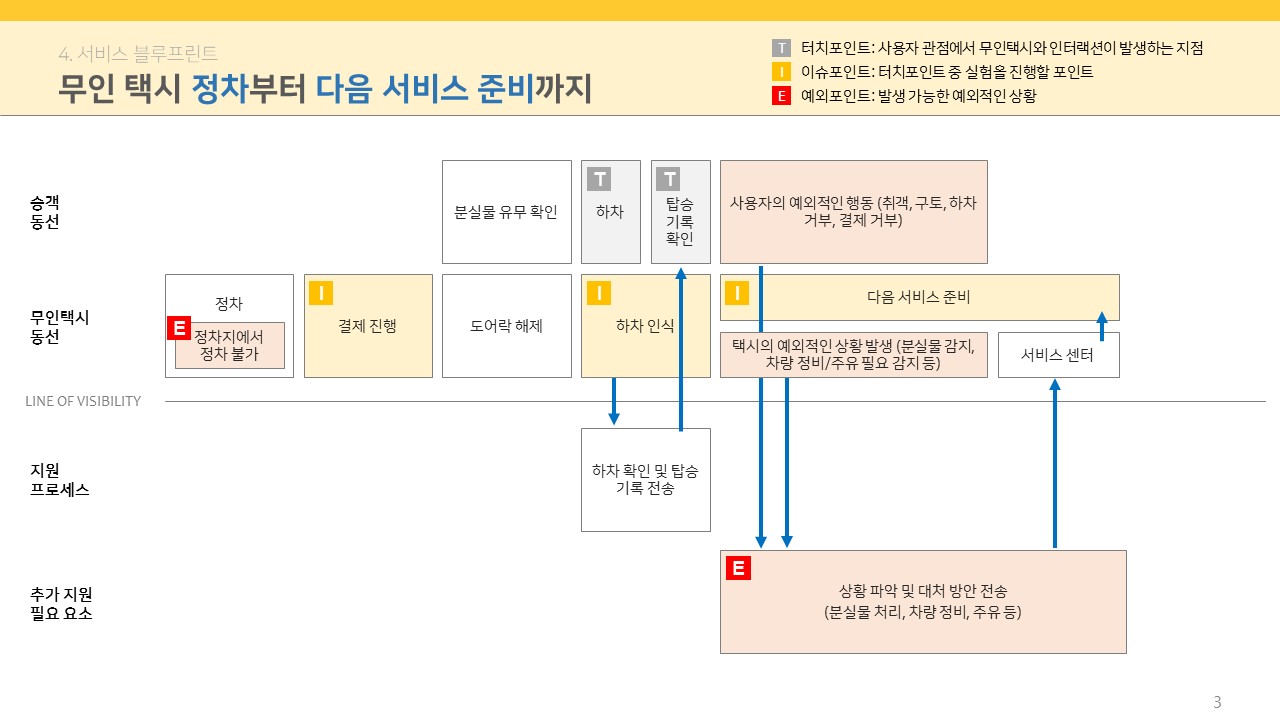 4. 서비스 블루프린트
무인 택시 정차부터 다음 서비스 준비까지
T 터치포인트: 사용자 관점에서 무인택시와 인터랙션이 발생하는 지점
I 이슈포인트: 터치포인트 중 실험을 진행할 포인트
E 예외포인트: 발생 가능한 예외적인 상황
승객
동선
분실물 유무 확인
T
하차
T
탑승
기록
확인
사용자의 예외적인 행동 (취객, 구토, 하차
거부, 결제 거부)
무인택시
동선
정차
E
정차지에서
정차 불가
I
결제 진행
도어락 해제
I
하차 인식
I
다음 서비스 준비
택시의 예외적인 상황 발생 (분실물 감지,
차량 정비/주유 필요 감지 등)
서비스 센터
LINE OF VISIBILITY
지원
프로세스
하차 확인 및 탑승
기록 전송
추가 지원
필요 요소
E
상황 파악 및 대처 방안 전송
(분실물 처리, 차량 정비, 주유 등)
3